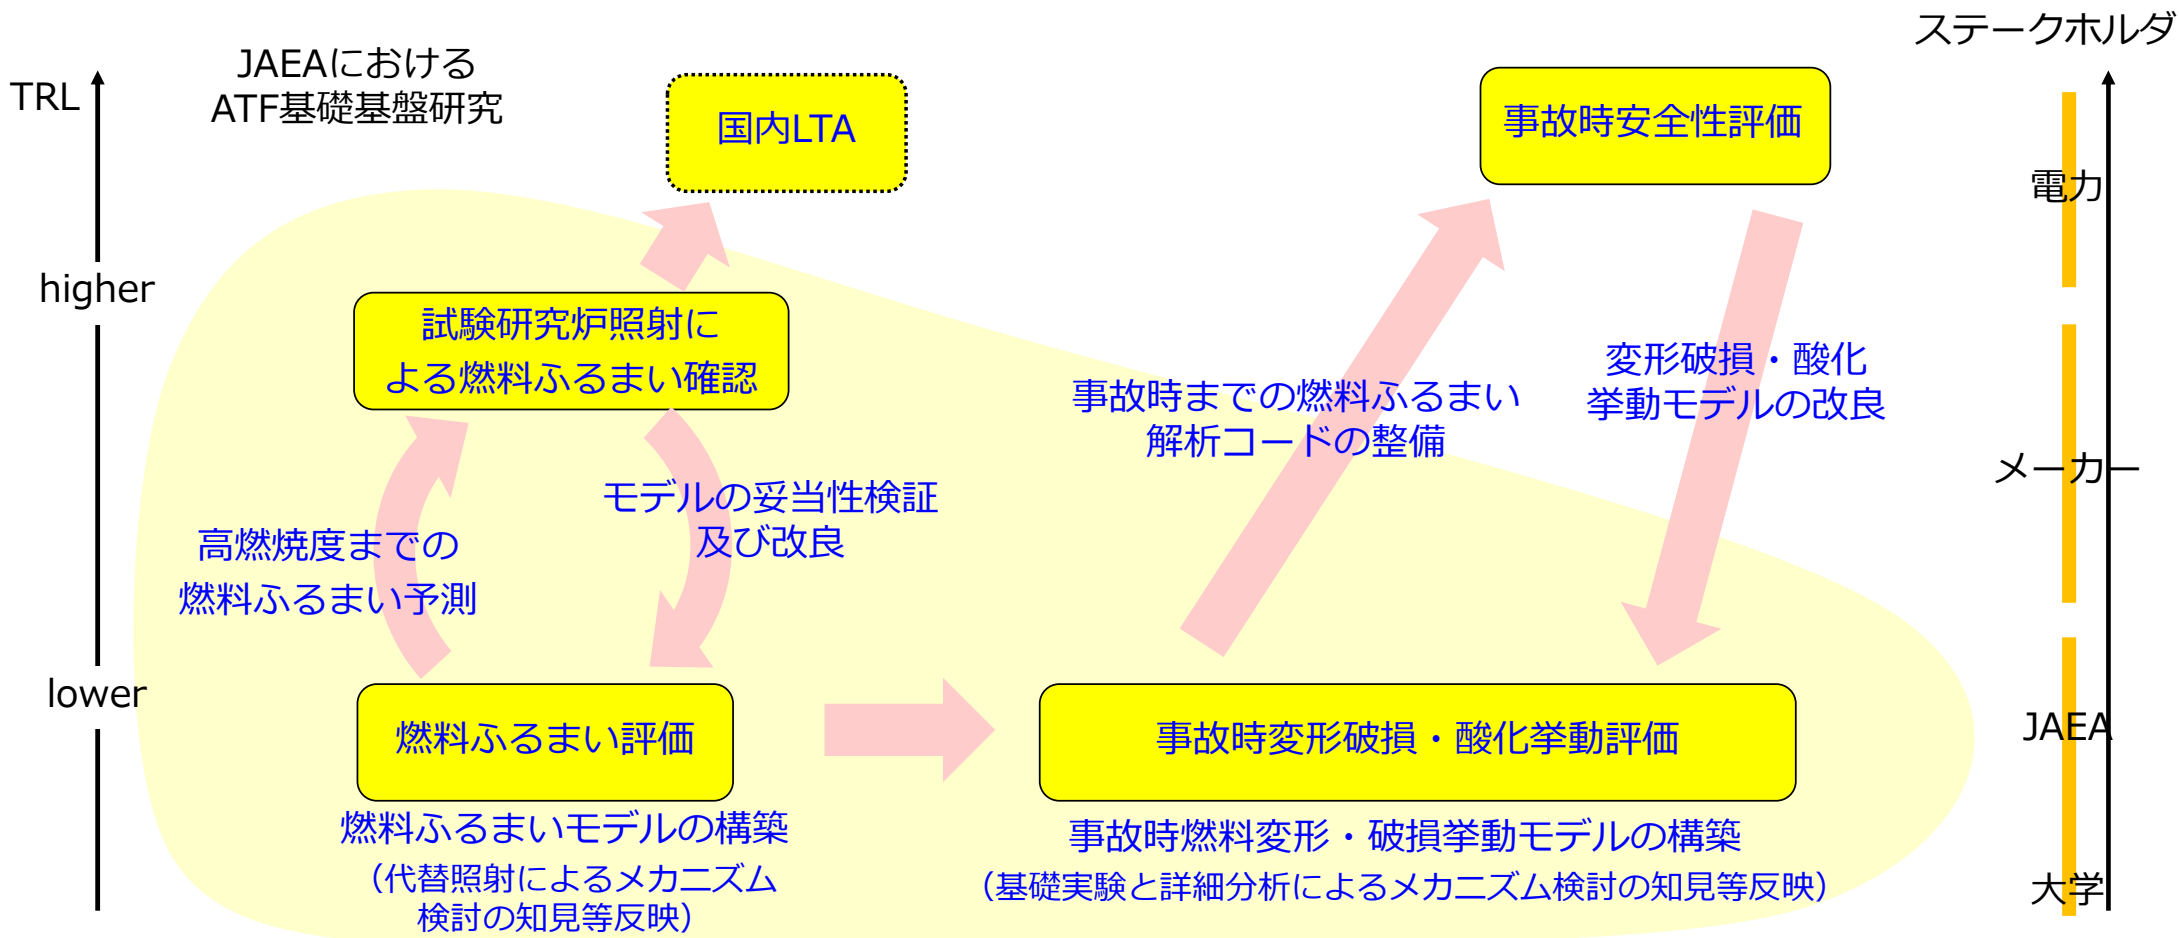 ステークホルダ
TRL
JAEAにおける
ATF基礎基盤研究
国内LTA
事故時安全性評価
電力
higher
試験研究炉照射に
よる燃料ふるまい確認
変形破損・酸化
挙動モデルの改良
事故時までの燃料ふるまい
解析コードの整備
メーカー
モデルの妥当性検証
及び改良
高燃焼度までの
燃料ふるまい予測
lower
燃料ふるまい評価
事故時変形破損・酸化挙動評価
JAEA
燃料ふるまいモデルの構築
（代替照射によるメカニズム
検討の知見等反映）
事故時燃料変形・破損挙動モデルの構築
（基礎実験と詳細分析によるメカニズム検討の知見等反映）
大学